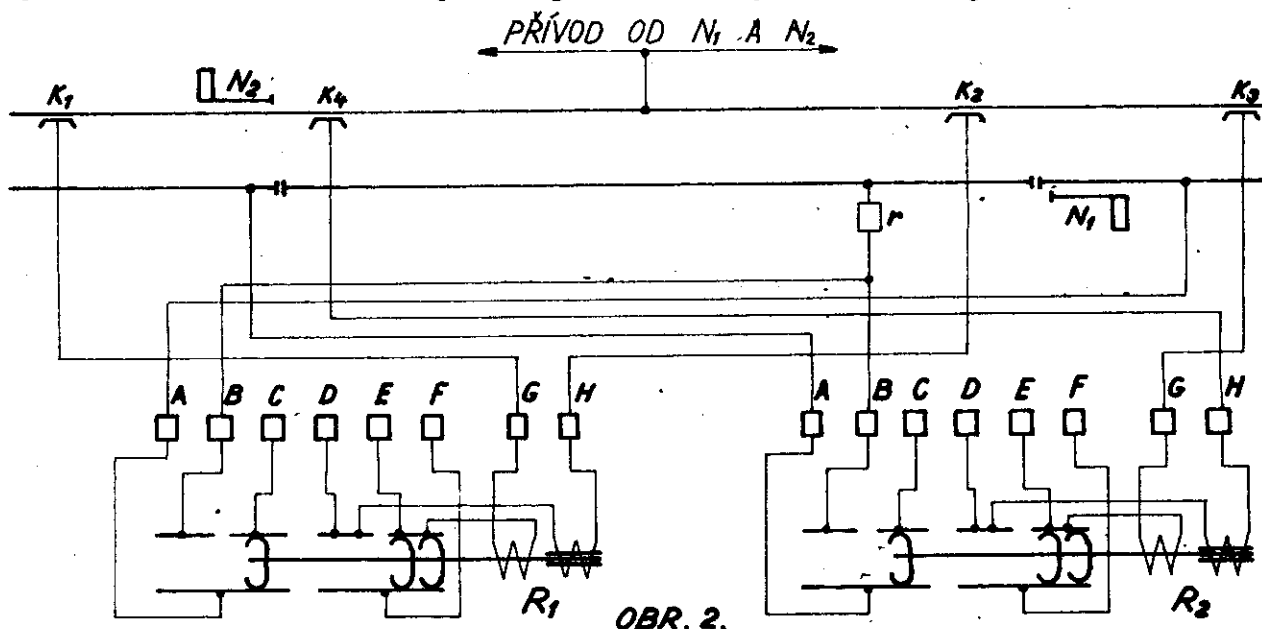 PŘÍVOD OD N₁ A N₂
K₁ N₂ K₄ K₂ K₃
r N₁
A B C D E F G H A B C D E F G H
R₁ R₂
OBR. 2.